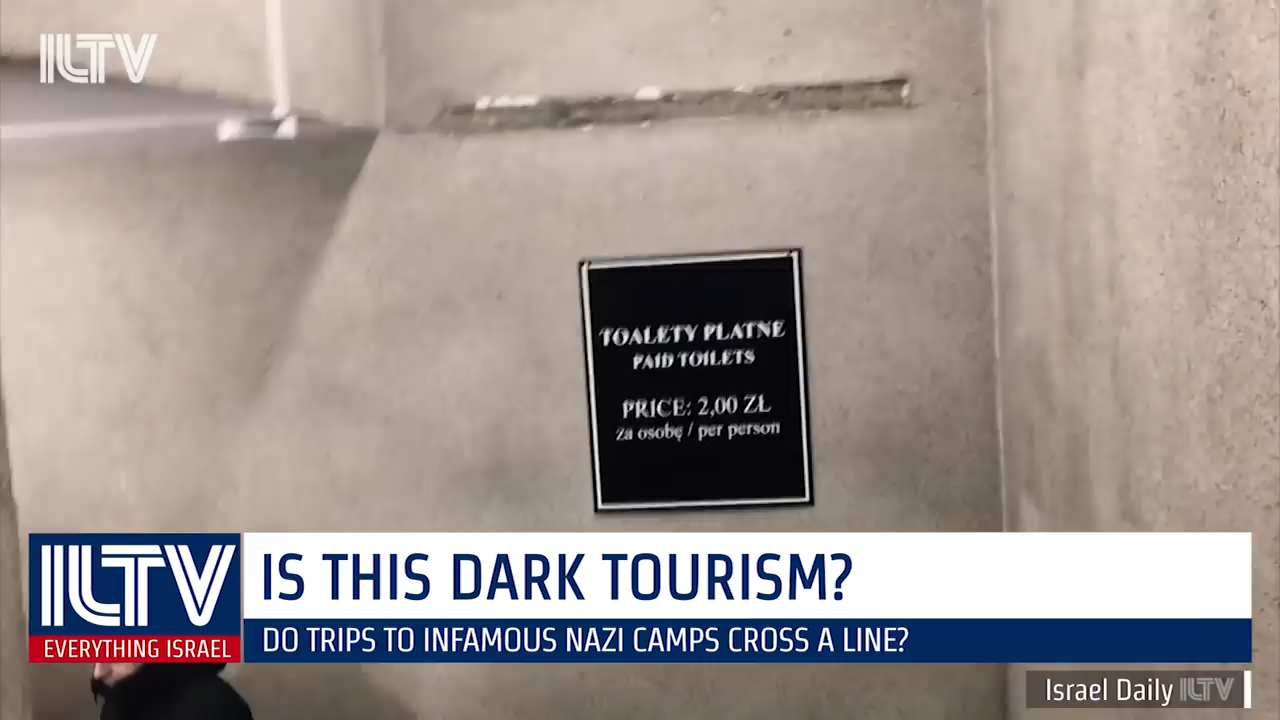 ILTV
TOALETY PŁATNE
PAID TOILETS
PRICE: 2,00 ZŁ
za osobę / per person
ILTV
EVERYTHING ISRAEL
IS THIS DARK TOURISM?
DO TRIPS TO INFAMOUS NAZI CAMPS CROSS A LINE?
Israel Daily ILTV